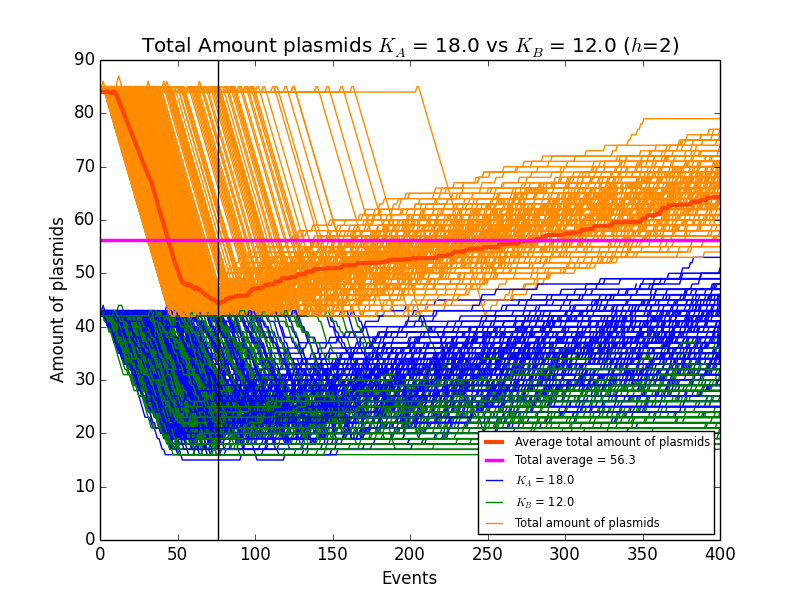 Total Amount plasmids K_A = 18.0 vs K_B = 12.0 (h=2)
90
80
70
60
50
40
30
20
10
0
Amount of plasmids
Average total amount of plasmids
Total average = 56.3
K_A = 18.0
K_B = 12.0
Total amount of plasmids
0 50 100 150 200 250 300 350 400
Events